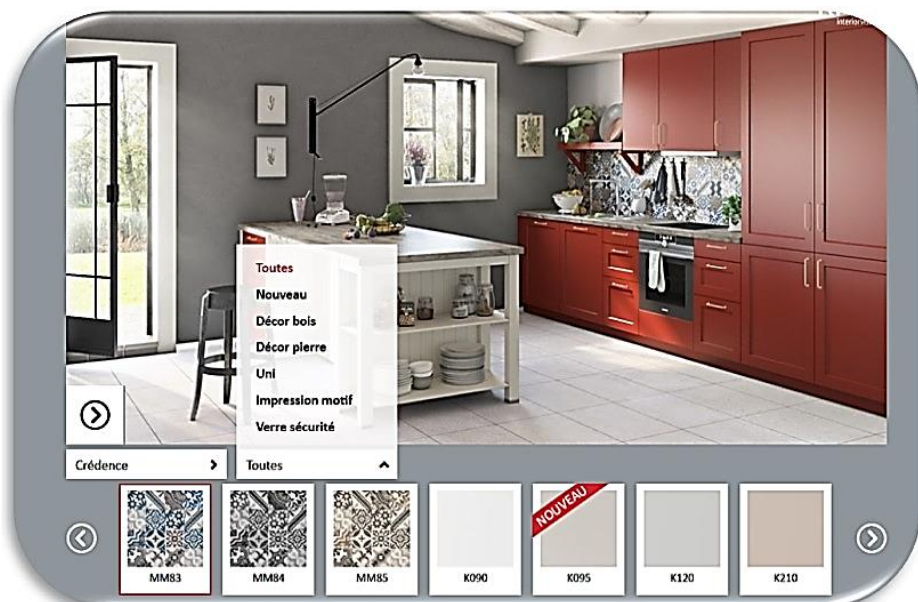 Toutes
Nouveau
Décor bois
Décor pierre
Uni
Impression motif
Verre sécurité
Crédence
Toutes
MM83
MM84
MM85
K090
NOUVEAU
K095
K120
K210